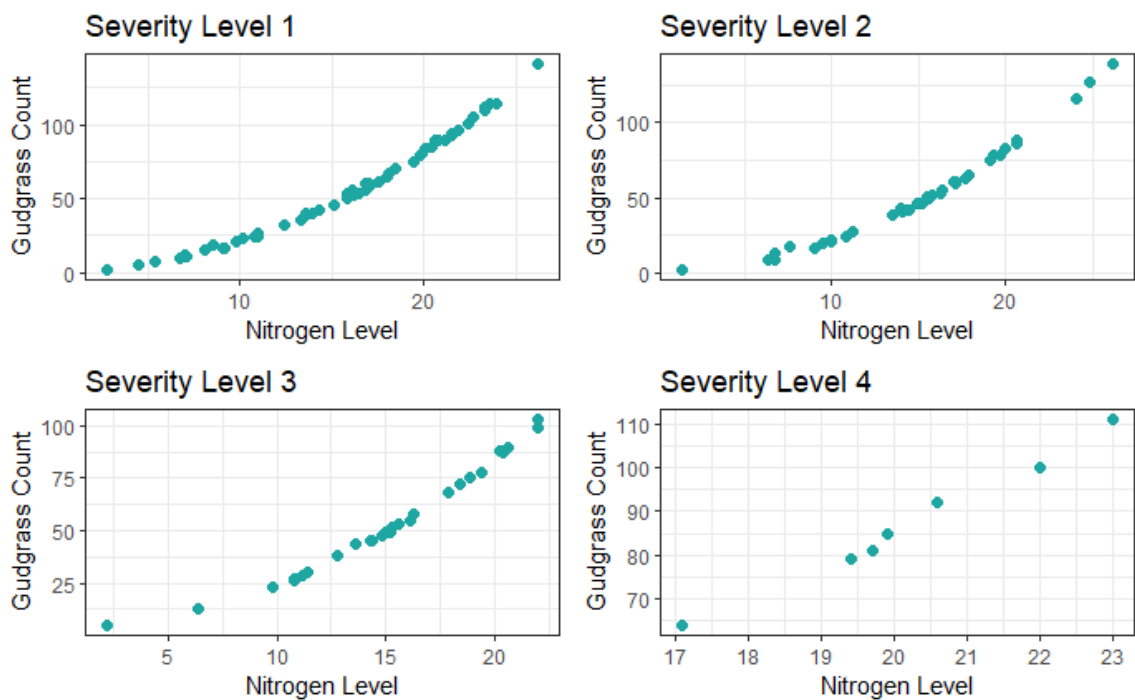 Severity Level 1
Gudgrass Count
100
50
0
10 20
Nitrogen Level
Severity Level 2
Gudgrass Count
100
50
0
10 20
Nitrogen Level
Severity Level 3
Gudgrass Count
100
75
50
25
5 10 15 20
Nitrogen Level
Severity Level 4
Gudgrass Count
110
100
90
80
70
17 18 19 20 21 22 23
Nitrogen Level